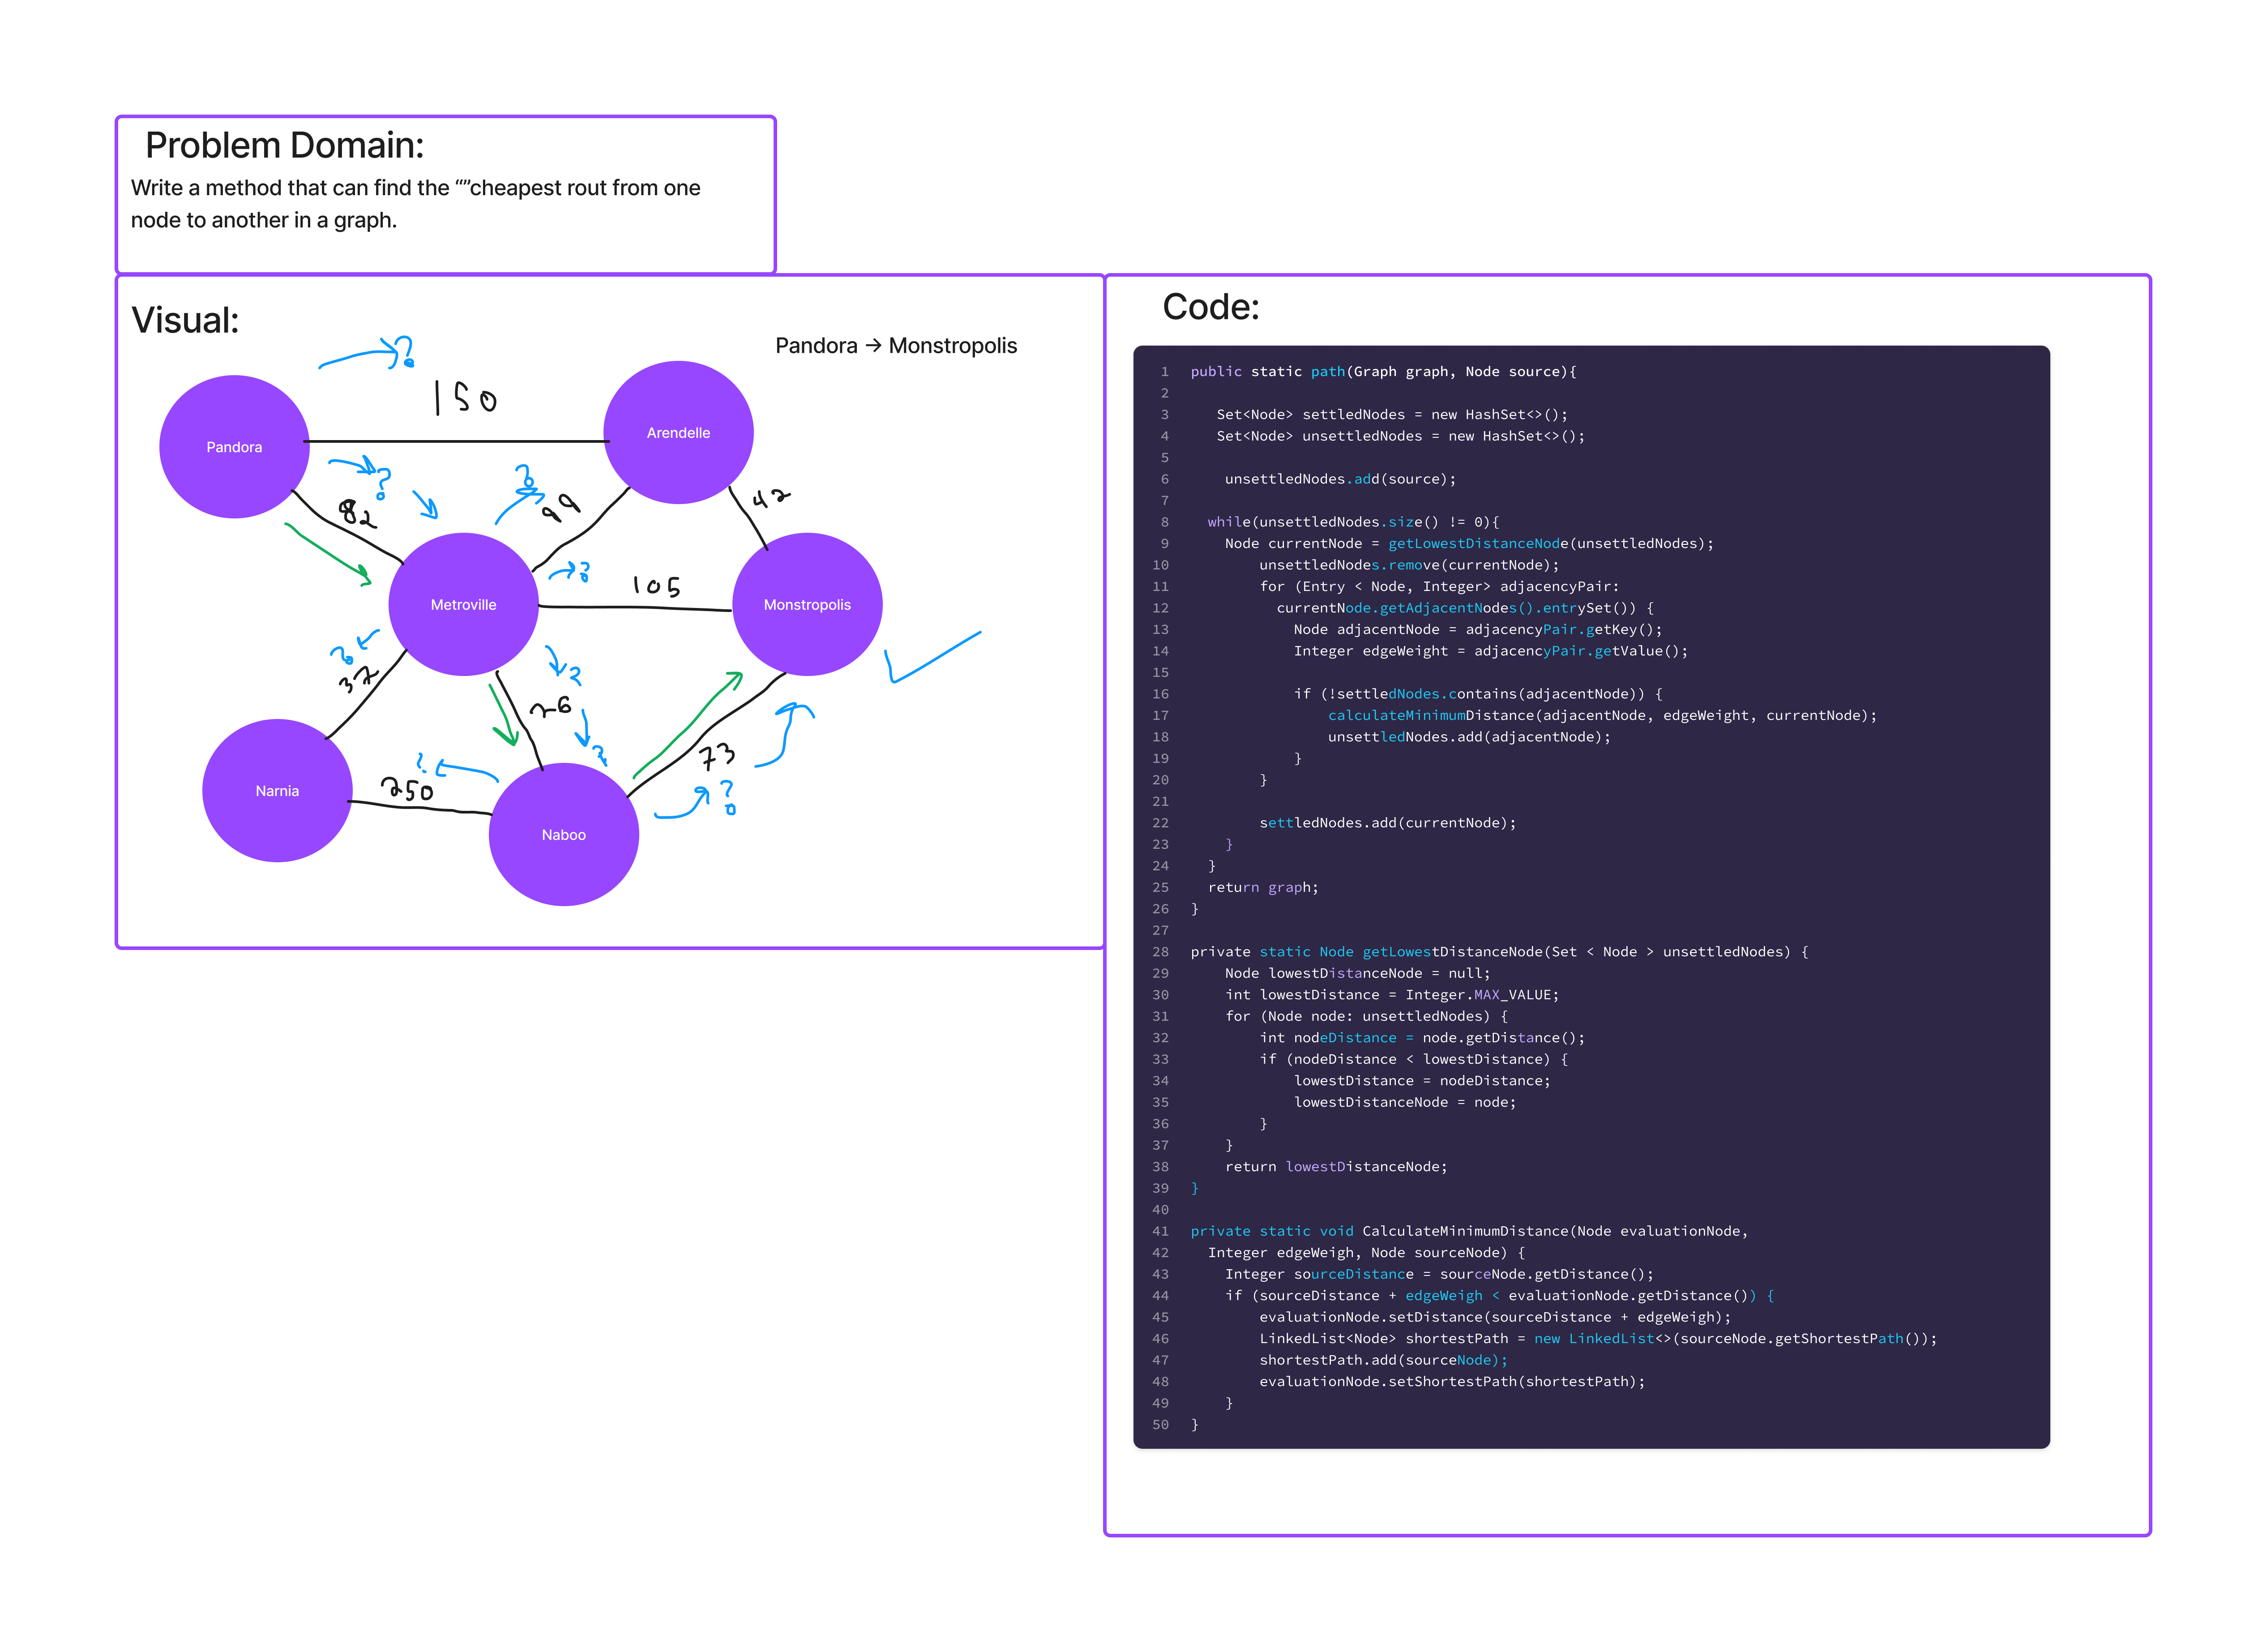 Problem Domain:
Write a method that can find the “”cheapest rout from one
node to another in a graph.
Visual:
Pandora → Monstropolis
?
150
Pandora
Arendelle
?
?
82
99
42
?
Metroville
105
Monstropolis
?
37
?
26
?
73
?
250
?
Narnia
Naboo
Code:
1 public static path(Graph graph, Node source){
2
3 Set<Node> settledNodes = new HashSet<>();
4 Set<Node> unsettledNodes = new HashSet<>();
5
6 unsettledNodes.add(source);
7
8 while(unsettledNodes.size() != 0){
9 Node currentNode = getLowestDistanceNode(unsettledNodes);
10 unsettledNodes.remove(currentNode);
11 for (Entry < Node, Integer> adjacencyPair:
12 currentNode.getAdjacentNodes().entrySet()) {
13 Node adjacentNode = adjacencyPair.getKey();
14 Integer edgeWeight = adjacencyPair.getValue();
15
16 if (!settledNodes.contains(adjacentNode)) {
17 calculateMinimumDistance(adjacentNode, edgeWeight, currentNode);
18 unsettledNodes.add(adjacentNode);
19 }
20 }
21
22 settledNodes.add(currentNode);
23 }
24 }
25 return graph;
26 }
27
28 private static Node getLowestDistanceNode(Set < Node > unsettledNodes) {
29 Node lowestDistanceNode = null;
30 int lowestDistance = Integer.MAX_VALUE;
31 for (Node node: unsettledNodes) {
32 int nodeDistance = node.getDistance();
33 if (nodeDistance < lowestDistance) {
34 lowestDistance = nodeDistance;
35 lowestDistanceNode = node;
36 }
37 }
38 return lowestDistanceNode;
39 }
40
41 private static void CalculateMinimumDistance(Node evaluationNode,
42 Integer edgeWeigh, Node sourceNode) {
43 Integer sourceDistance = sourceNode.getDistance();
44 if (sourceDistance + edgeWeigh < evaluationNode.getDistance()) {
45 evaluationNode.setDistance(sourceDistance + edgeWeigh);
46 LinkedList<Node> shortestPath = new LinkedList<>(sourceNode.getShortestPath());
47 shortestPath.add(sourceNode);
48 evaluationNode.setShortestPath(shortestPath);
49 }
50 }